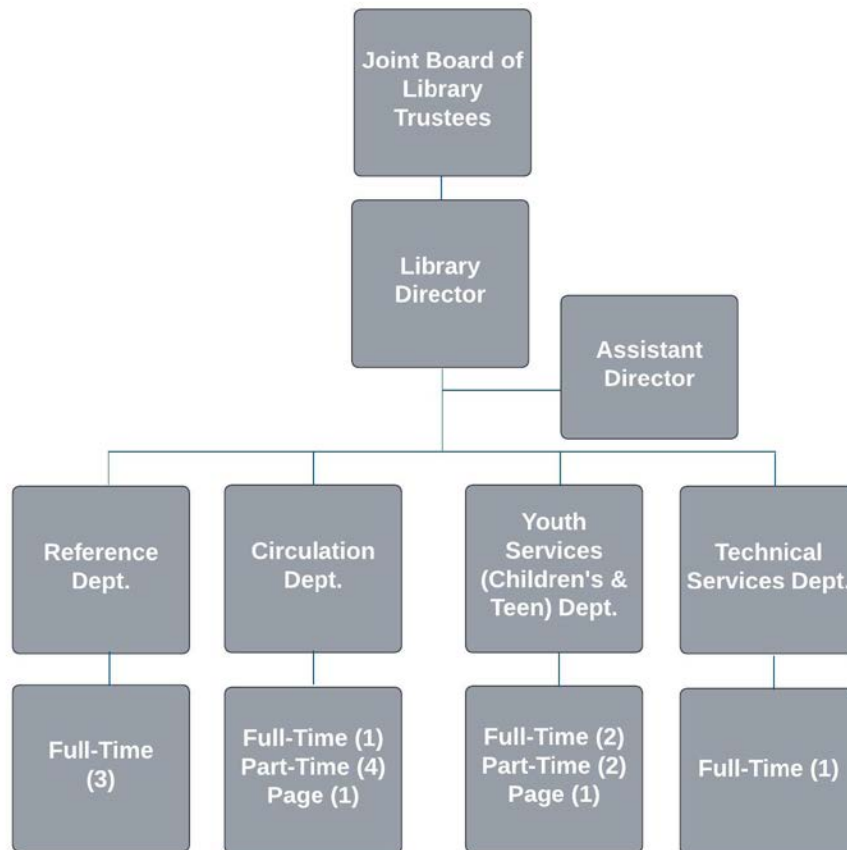 Joint Board of
Library
Trustees
Library
Director
Assistant
Director
Reference
Dept.
Circulation
Dept.
Youth
Services
(Children's &
Teen) Dept.
Technical
Services Dept.
Full-Time
(3)
Full-Time (1)
Part-Time (4)
Page (1)
Full-Time (2)
Part-Time (2)
Page (1)
Full-Time (1)